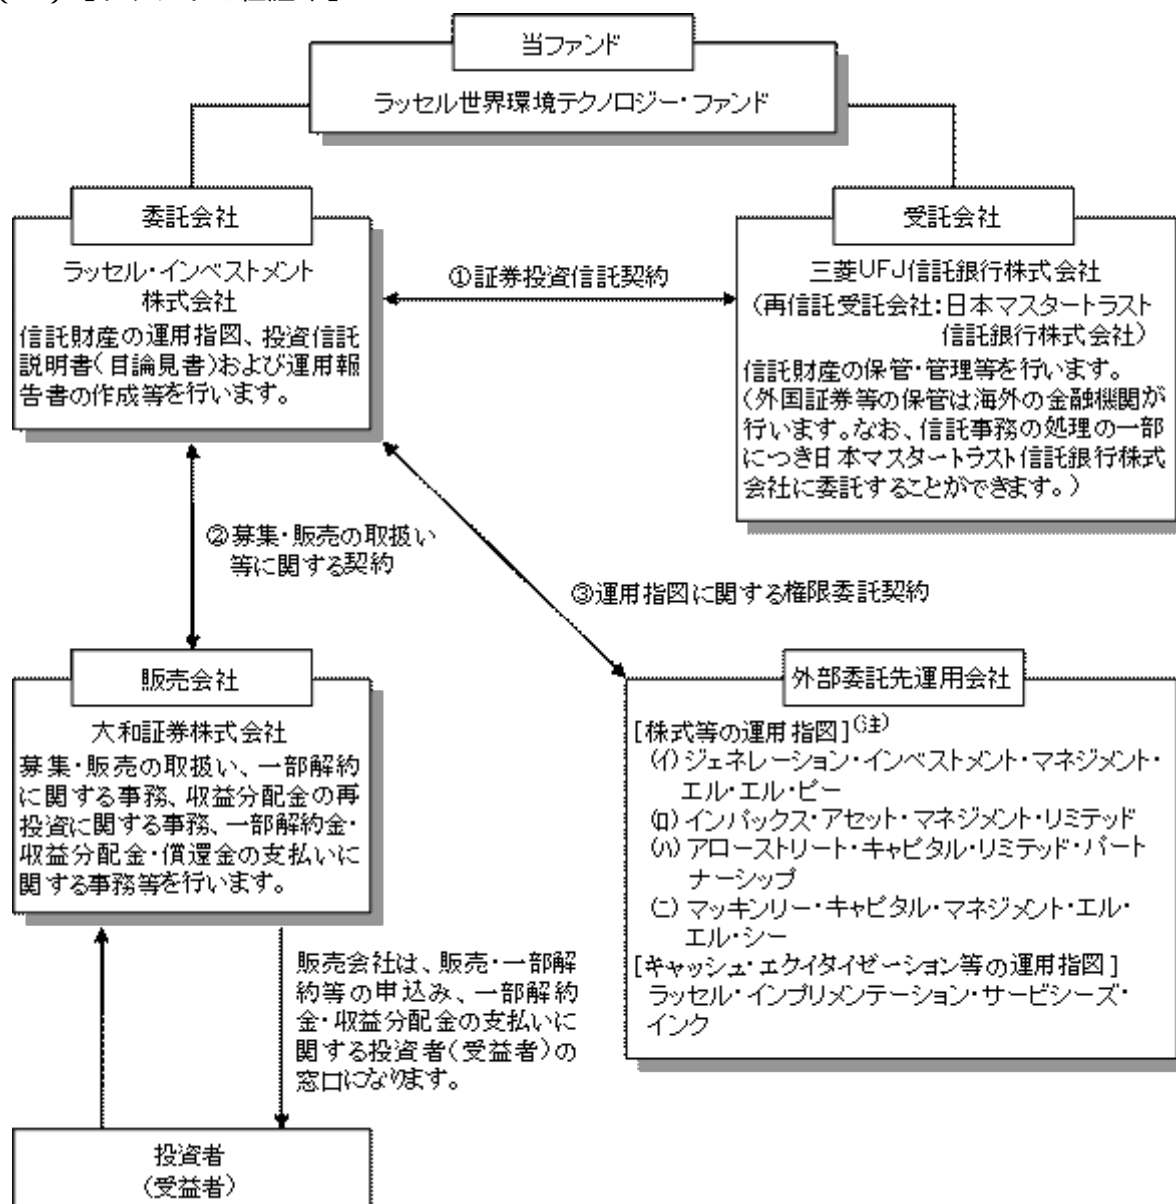 当ファンド
ラッセル世界環境テクノロジー・ファンド
委託会社
ラッセル・インベストメント
株式会社
信託財産の運用指図、投資信託
説明書(目論見書)および運用報
告書の作成等を行います。
①証券投資信託契約
受託会社
三菱UFJ信託銀行株式会社
(再信託受託会社:日本マスタートラスト
信託銀行株式会社)
信託財産の保管・管理等を行います。
(外国証券等の保管は海外の金融機関が
行います。なお、信託事務の処理の一部
につき日本マスタートラスト信託銀行株式
会社に委託することができます。)
②募集・販売の取扱い
等に関する契約
③運用指図に関する権限委託契約
販売会社
大和証券株式会社
募集・販売の取扱い、一部解約
に関する事務、収益分配金の再
投資に関する事務、一部解約金・
収益分配金・償還金の支払いに
関する事務等を行います。
外部委託先運用会社
[株式等の運用指図](注)
(イ)ジェネレーション・インベストメント・マネジメント・
エル・エル・ピー
(ロ)インパックス・アセット・マネジメント・リミテッド
(ハ)アローストリート・キャピタル・リミテッド・パート
ナーシップ
(ニ)マッキンリー・キャピタル・マネジメント・エル・
エル・シー
[キャッシュ・エクイタイゼーション等の運用指図]
ラッセル・インプリメンテーション・サービシーズ・
インク
販売会社は、販売・一部解
約等の申込み、一部解約
金・収益分配金の支払いに
関する投資者(受益者)の
窓口になります。
投資者
(受益者)